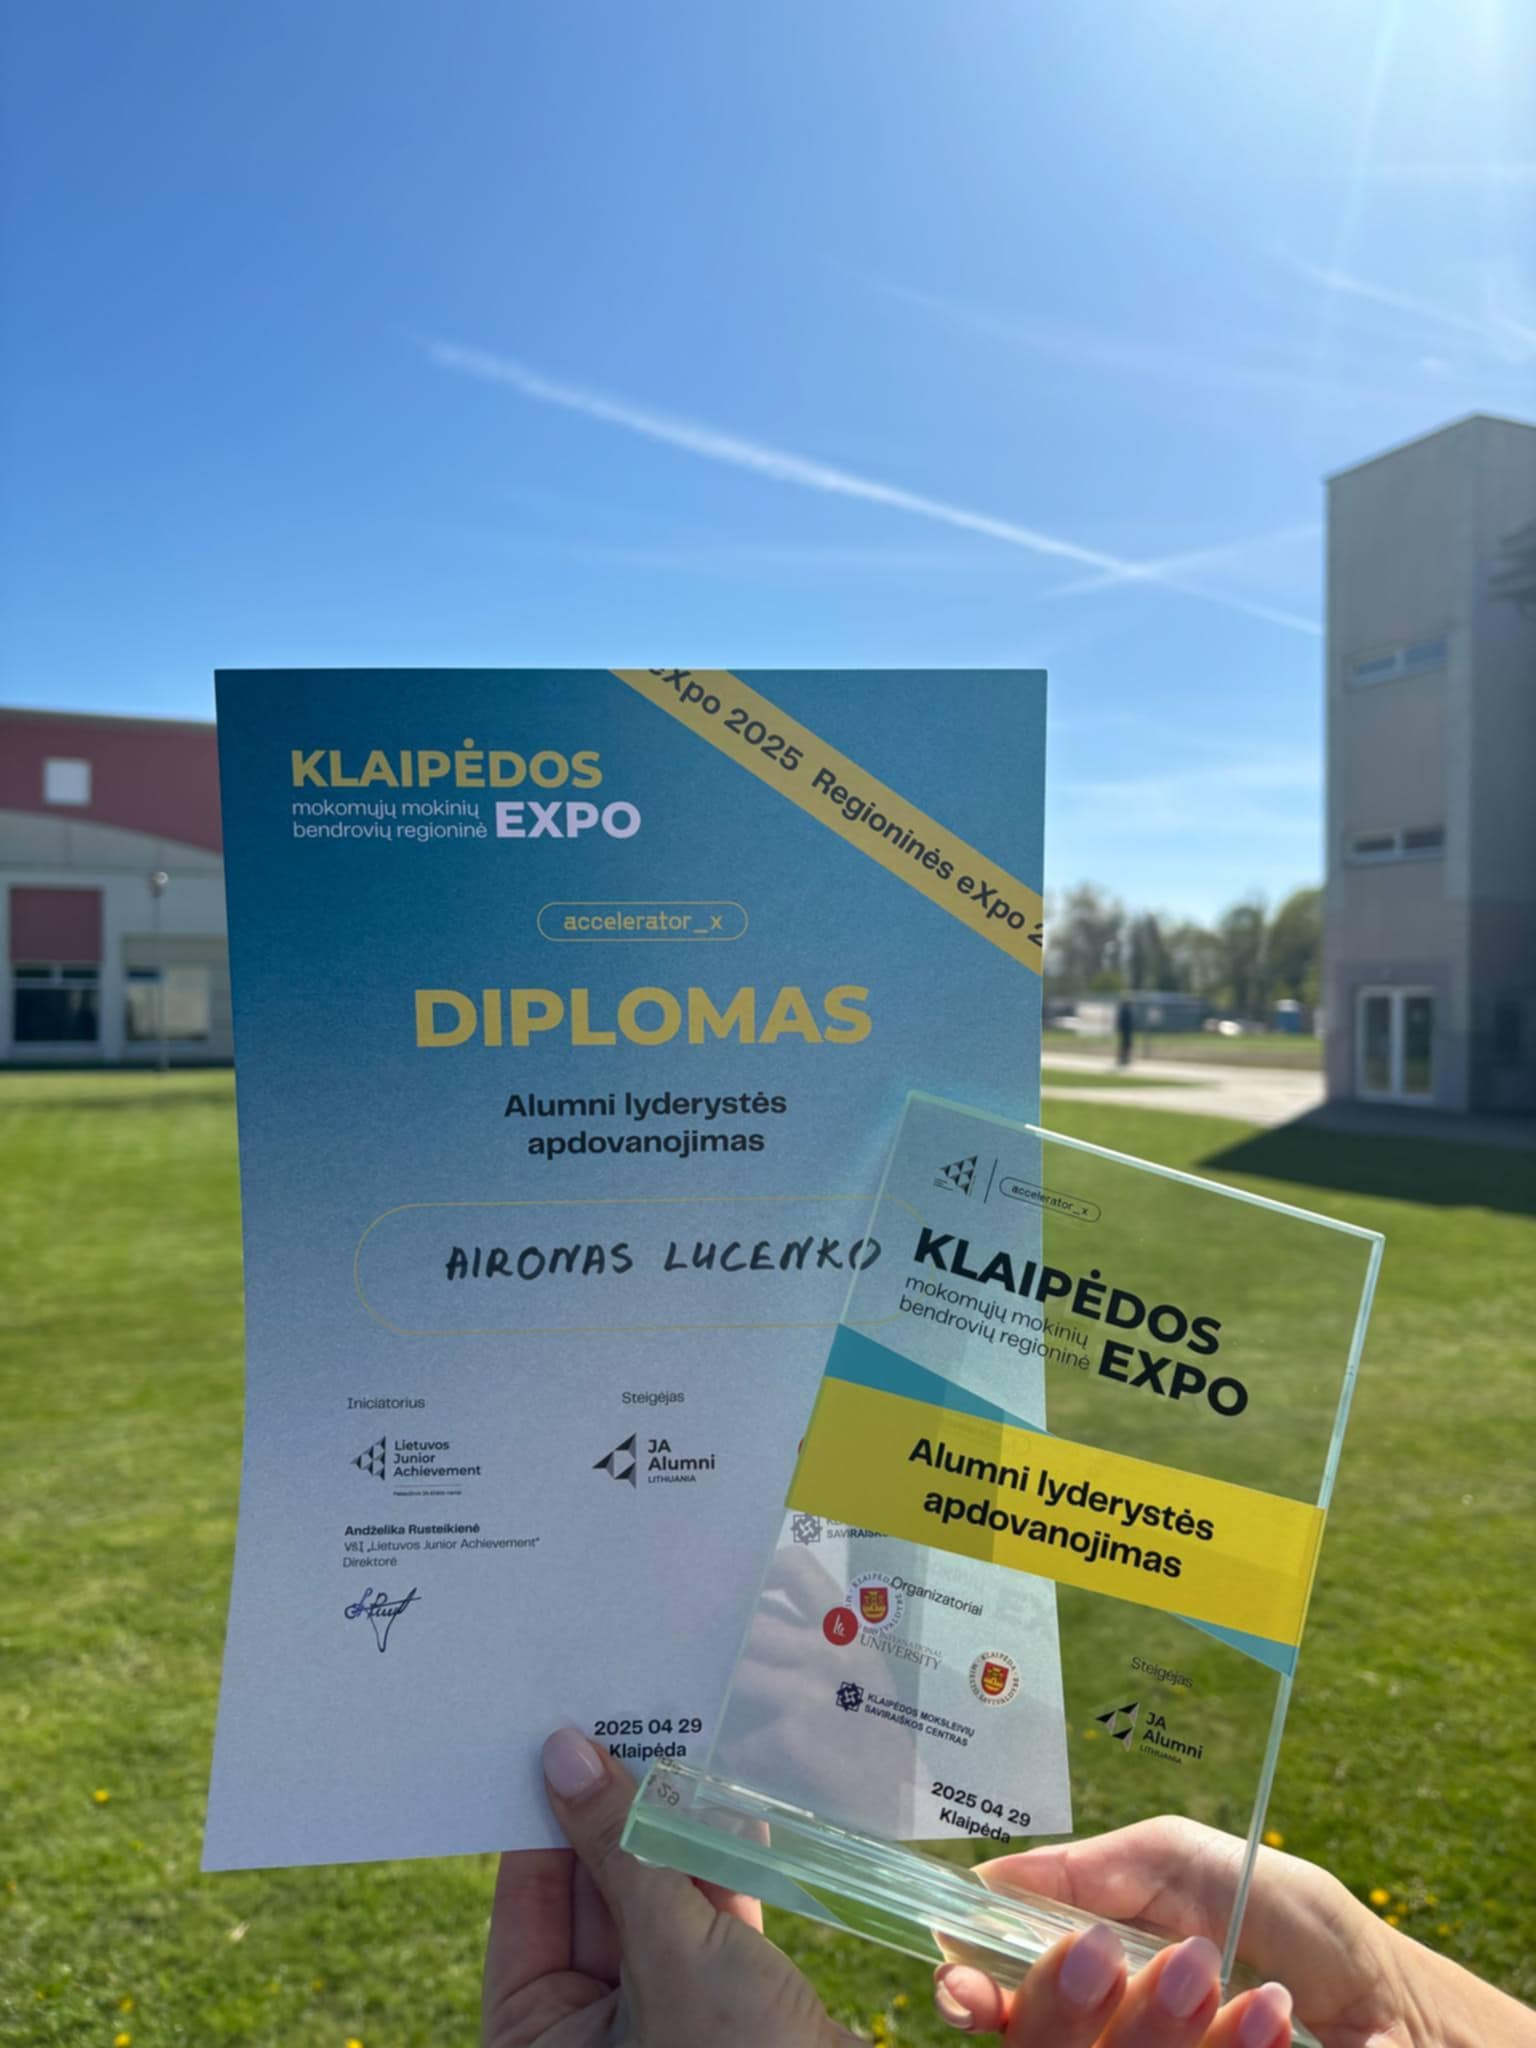 eXpo 2025 Regioninės eXpo 2
KLAIPĖDOS
mokomųjų mokinių
bendrovių regioninė EXPO
accelerator_x
DIPLOMAS
Alumni lyderystės
apdovanojimas
AIRONAS LUCENKO
Iniciatorius
Lietuvos
Junior
Achievement
Steigėjas
JA
Alumni
LITHUANIA
Andželika Rusteikienė
VšĮ „Lietuvos Junior Achievement"
Direktorė
2025 04 29
Klaipėda
accelerator_x
KLAIPĖDOS
mokomųjų mokinių
bendrovių regioninė EXPO
Alumni lyderystės
apdovanojimas
Organizatoriai
INTERNATIONAL
UNIVERSITY
KLAIPĖDOS MOKSLEIVIŲ
SAVIRAIŠKOS CENTRAS
Steigėjas
JA
Alumni
LITHUANIA
2025 04 29
Klaipėda